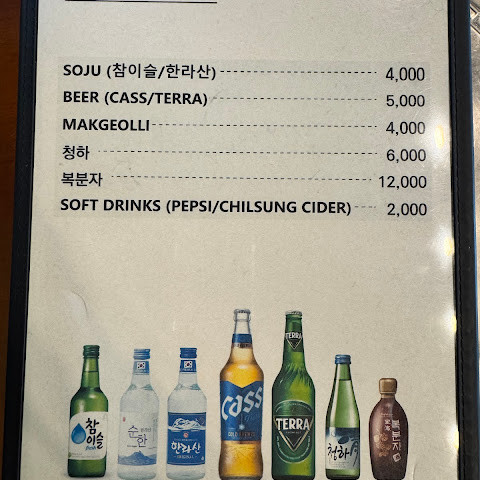 SOJU (참이슬/한라산) 4,000
BEER (CASS/TERRA) 5,000
MAKGEOLLI 4,000
청하 6,000
복분자 12,000
SOFT DRINKS (PEPSI/CHILSUNG CIDER) 2,000
참이슬
fresh
순한
한라산
ORIGINAL
Cass
TERRA
청하
복분자